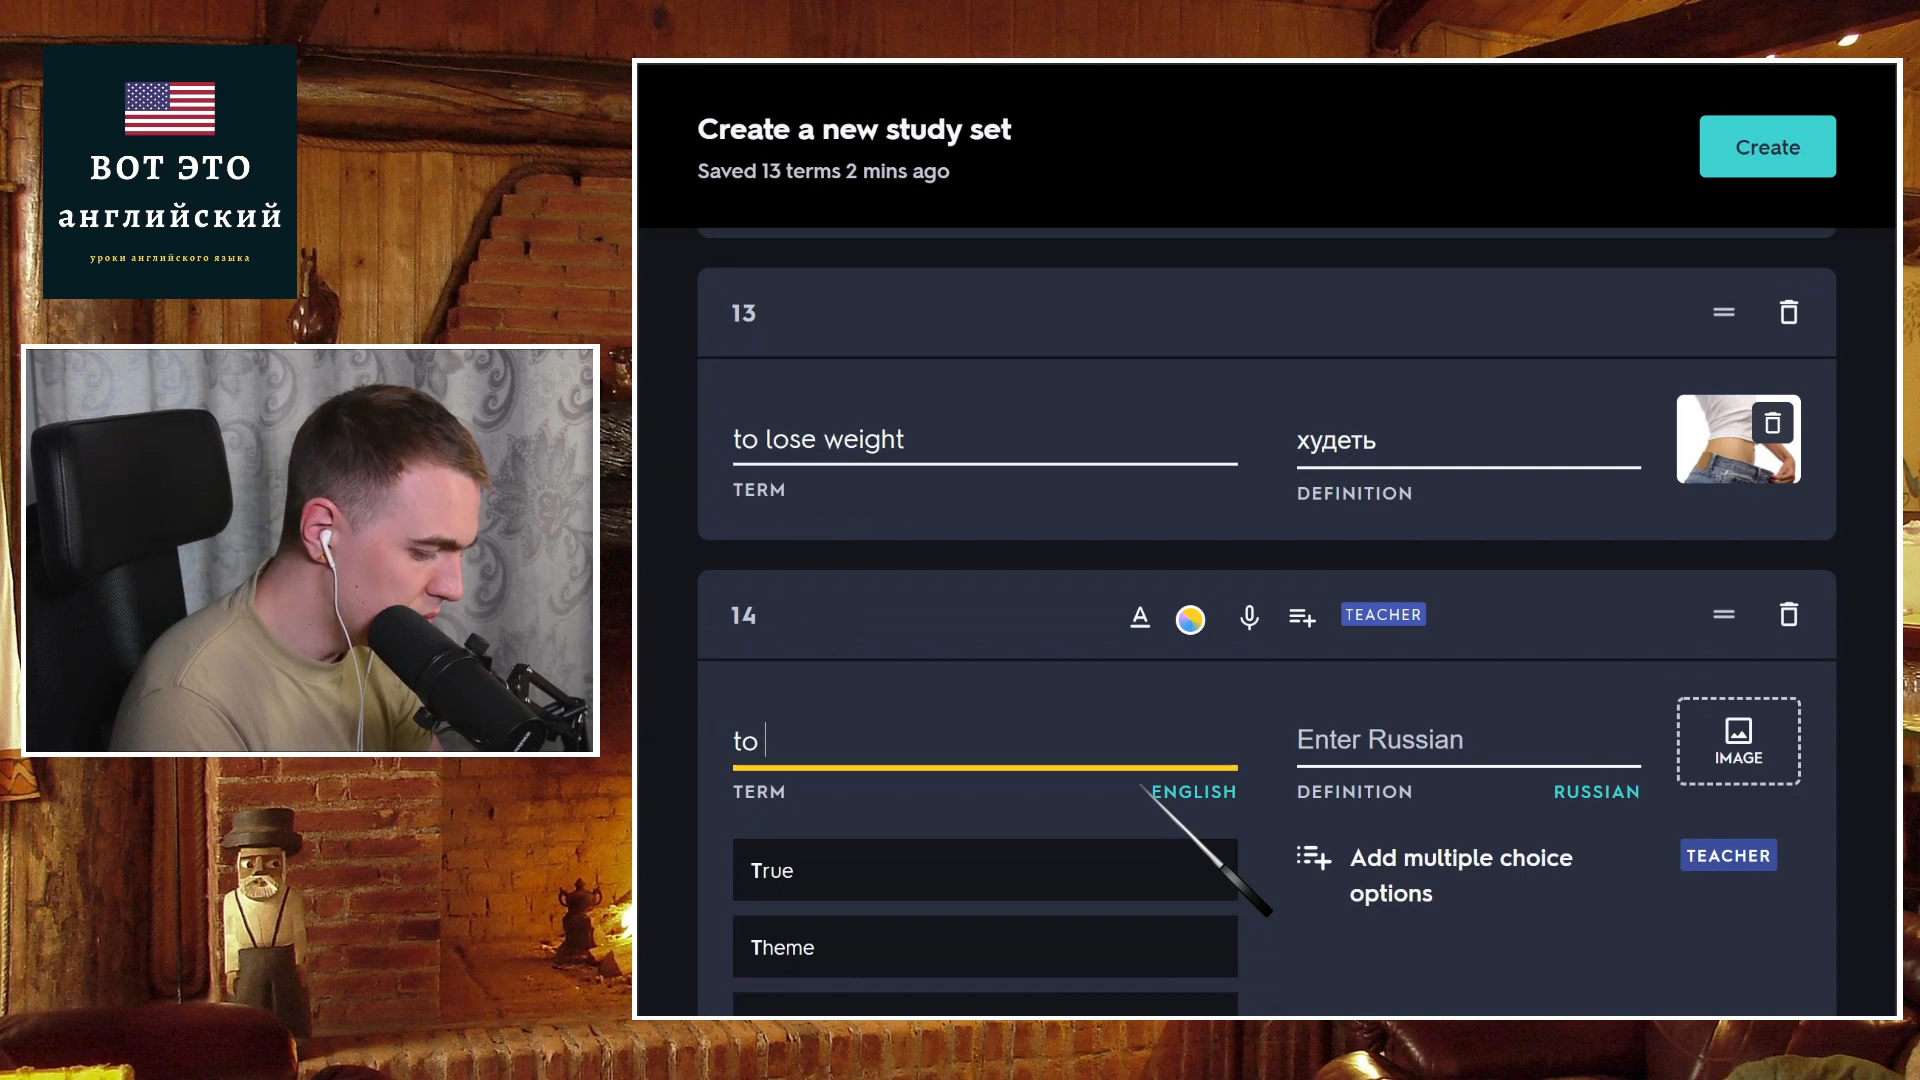 ВОТ ЭТО
английский
уроки английского языка
Create a new study set
Saved 13 terms 2 mins ago
Create
13
to lose weight
TERM
худеть
DEFINITION
14
A
TEACHER
to
TERM
ENGLISH
Enter Russian
DEFINITION
RUSSIAN
IMAGE
True
Theme
Add multiple choice
options
TEACHER